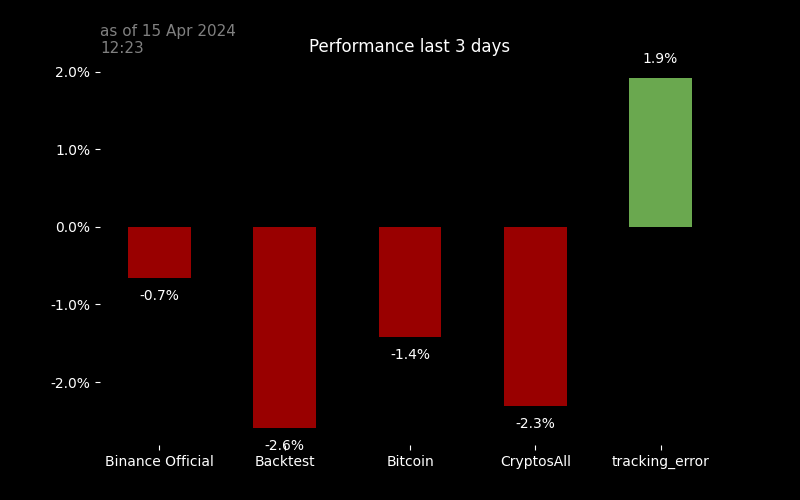 as of 15 Apr 2024
12:23
Performance last 3 days
2.0%
1.0%
0.0%
-1.0%
-2.0%
-0.7%
-2.6%
-1.4%
-2.3%
1.9%
Binance Official
Backtest
Bitcoin
CryptosAll
tracking_error